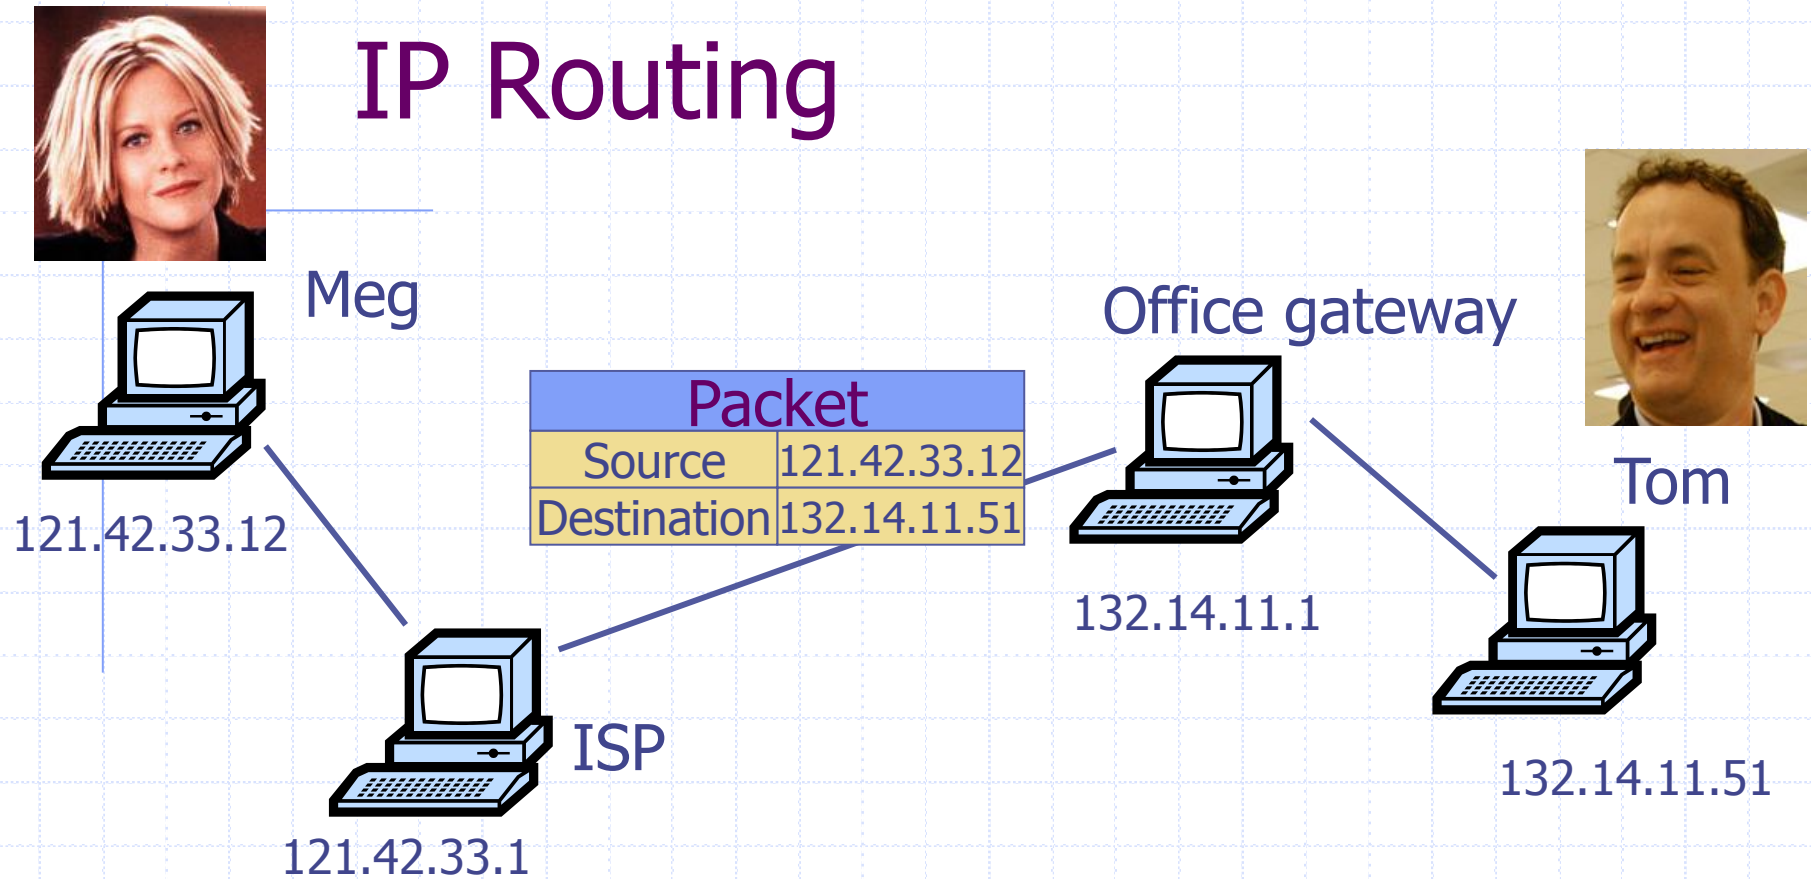 IP Routing
Meg
Office gateway
Packet
Source 121.42.33.12
Destination 132.14.11.51
Tom
121.42.33.12
132.14.11.1
ISP
132.14.11.51
121.42.33.1